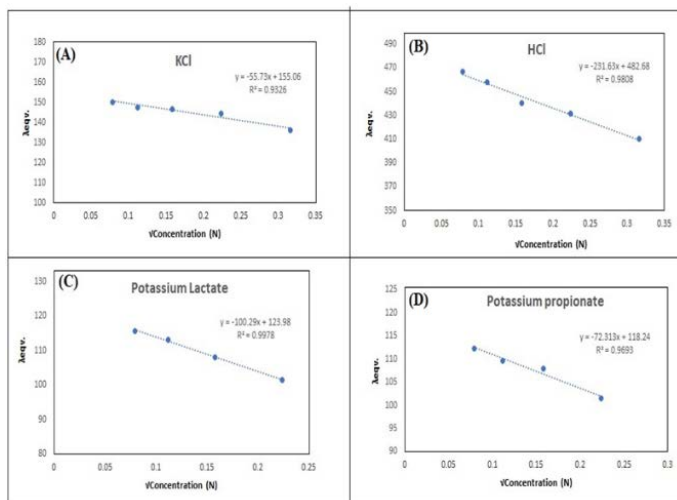 (A)
KCl
y = -55.73x + 155.06
R² = 0.9326
λeqv.
180
170
160
150
140
130
120
110
100
0 0.05 0.1 0.15 0.2 0.25 0.3 0.35
√Concentration (N)
(B)
HCl
y = -231.63x + 482.68
R² = 0.9808
λeqv.
490
470
450
430
410
390
370
350
0 0.05 0.1 0.15 0.2 0.25 0.3 0.35
√Concentration (N)
(C)
Potassium Lactate
y = -100.29x + 123.98
R² = 0.9978
λeqv.
130
120
110
100
90
80
0 0.05 0.1 0.15 0.2 0.25
√Concentration (N)
(D)
Potassium propionate
y = -72.313x + 118.24
R² = 0.9693
λeqv.
125
120
115
110
105
100
95
90
0 0.05 0.1 0.15 0.2 0.25 0.3
√Concentration (N)